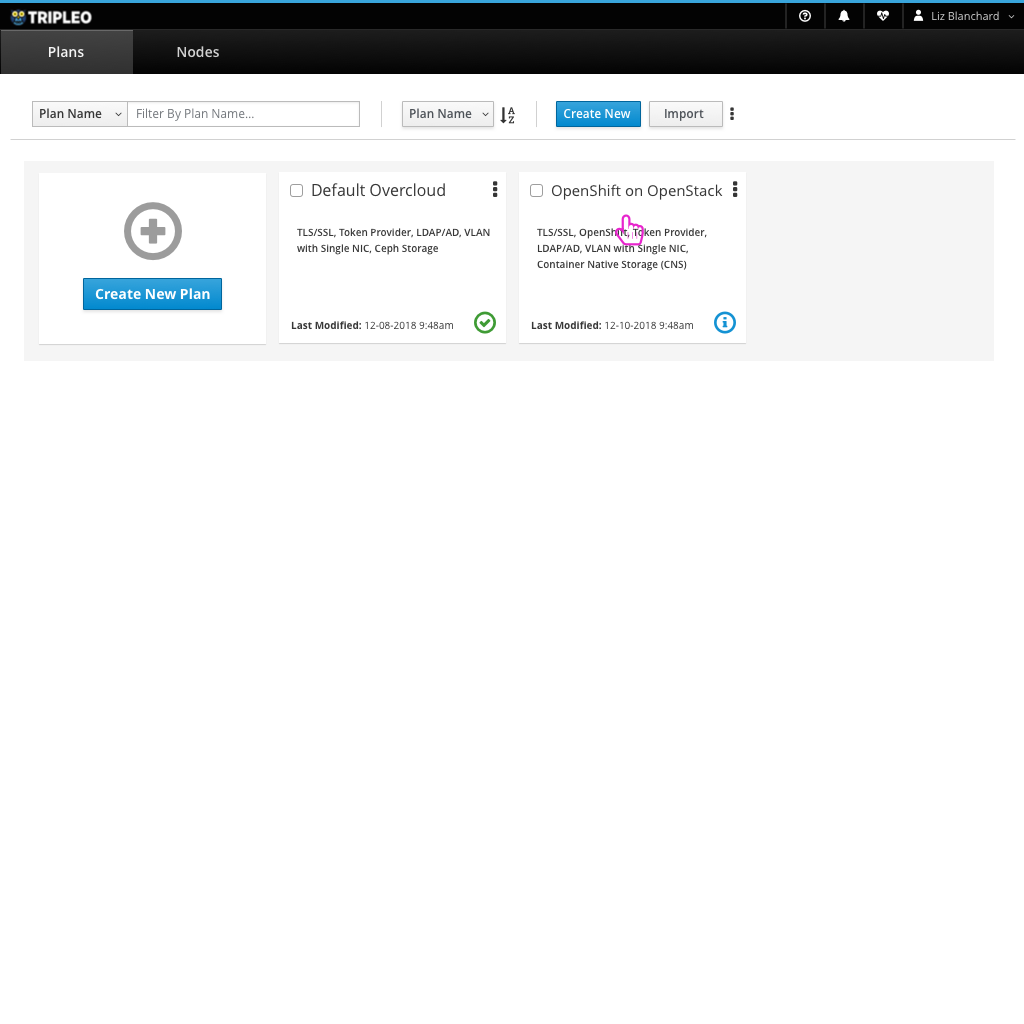 TRIPLEO
Liz Blanchard
Plans
Nodes
Plan Name
Filter By Plan Name...
Plan Name
A
Z
Create New
Import
Create New Plan
Default Overcloud
TLS/SSL, Token Provider, LDAP/AD, VLAN
with Single NIC, Ceph Storage
Last Modified: 12-08-2018 9:48am
OpenShift on OpenStack
TLS/SSL, OpenShift, Token Provider,
LDAP/AD, VLAN with Single NIC,
Container Native Storage (CNS)
Last Modified: 12-10-2018 9:48am